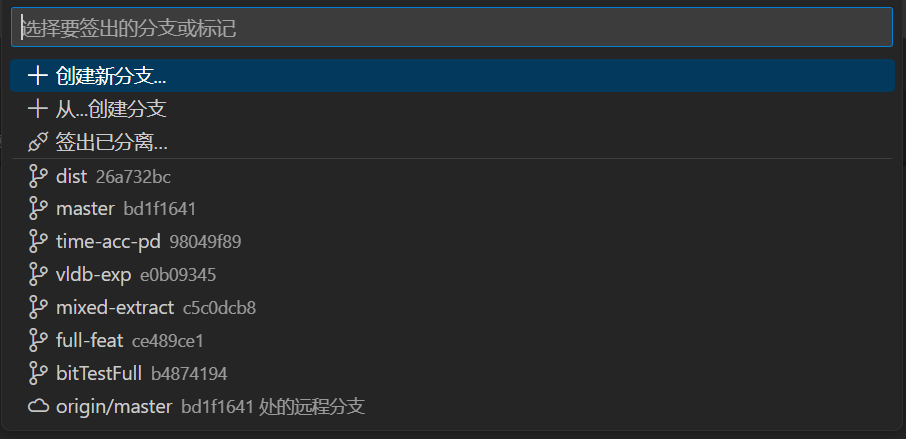 选择要签出的分支或标记
创建新分支...
从...创建分支
签出已分离...
dist 26a732bc
master bd1f1641
time-acc-pd 98049f89
vldb-exp e0b09345
mixed-extract c5c0dcb8
full-feat ce489ce1
bitTestFull b4874194
origin/master bd1f1641 处的远程分支